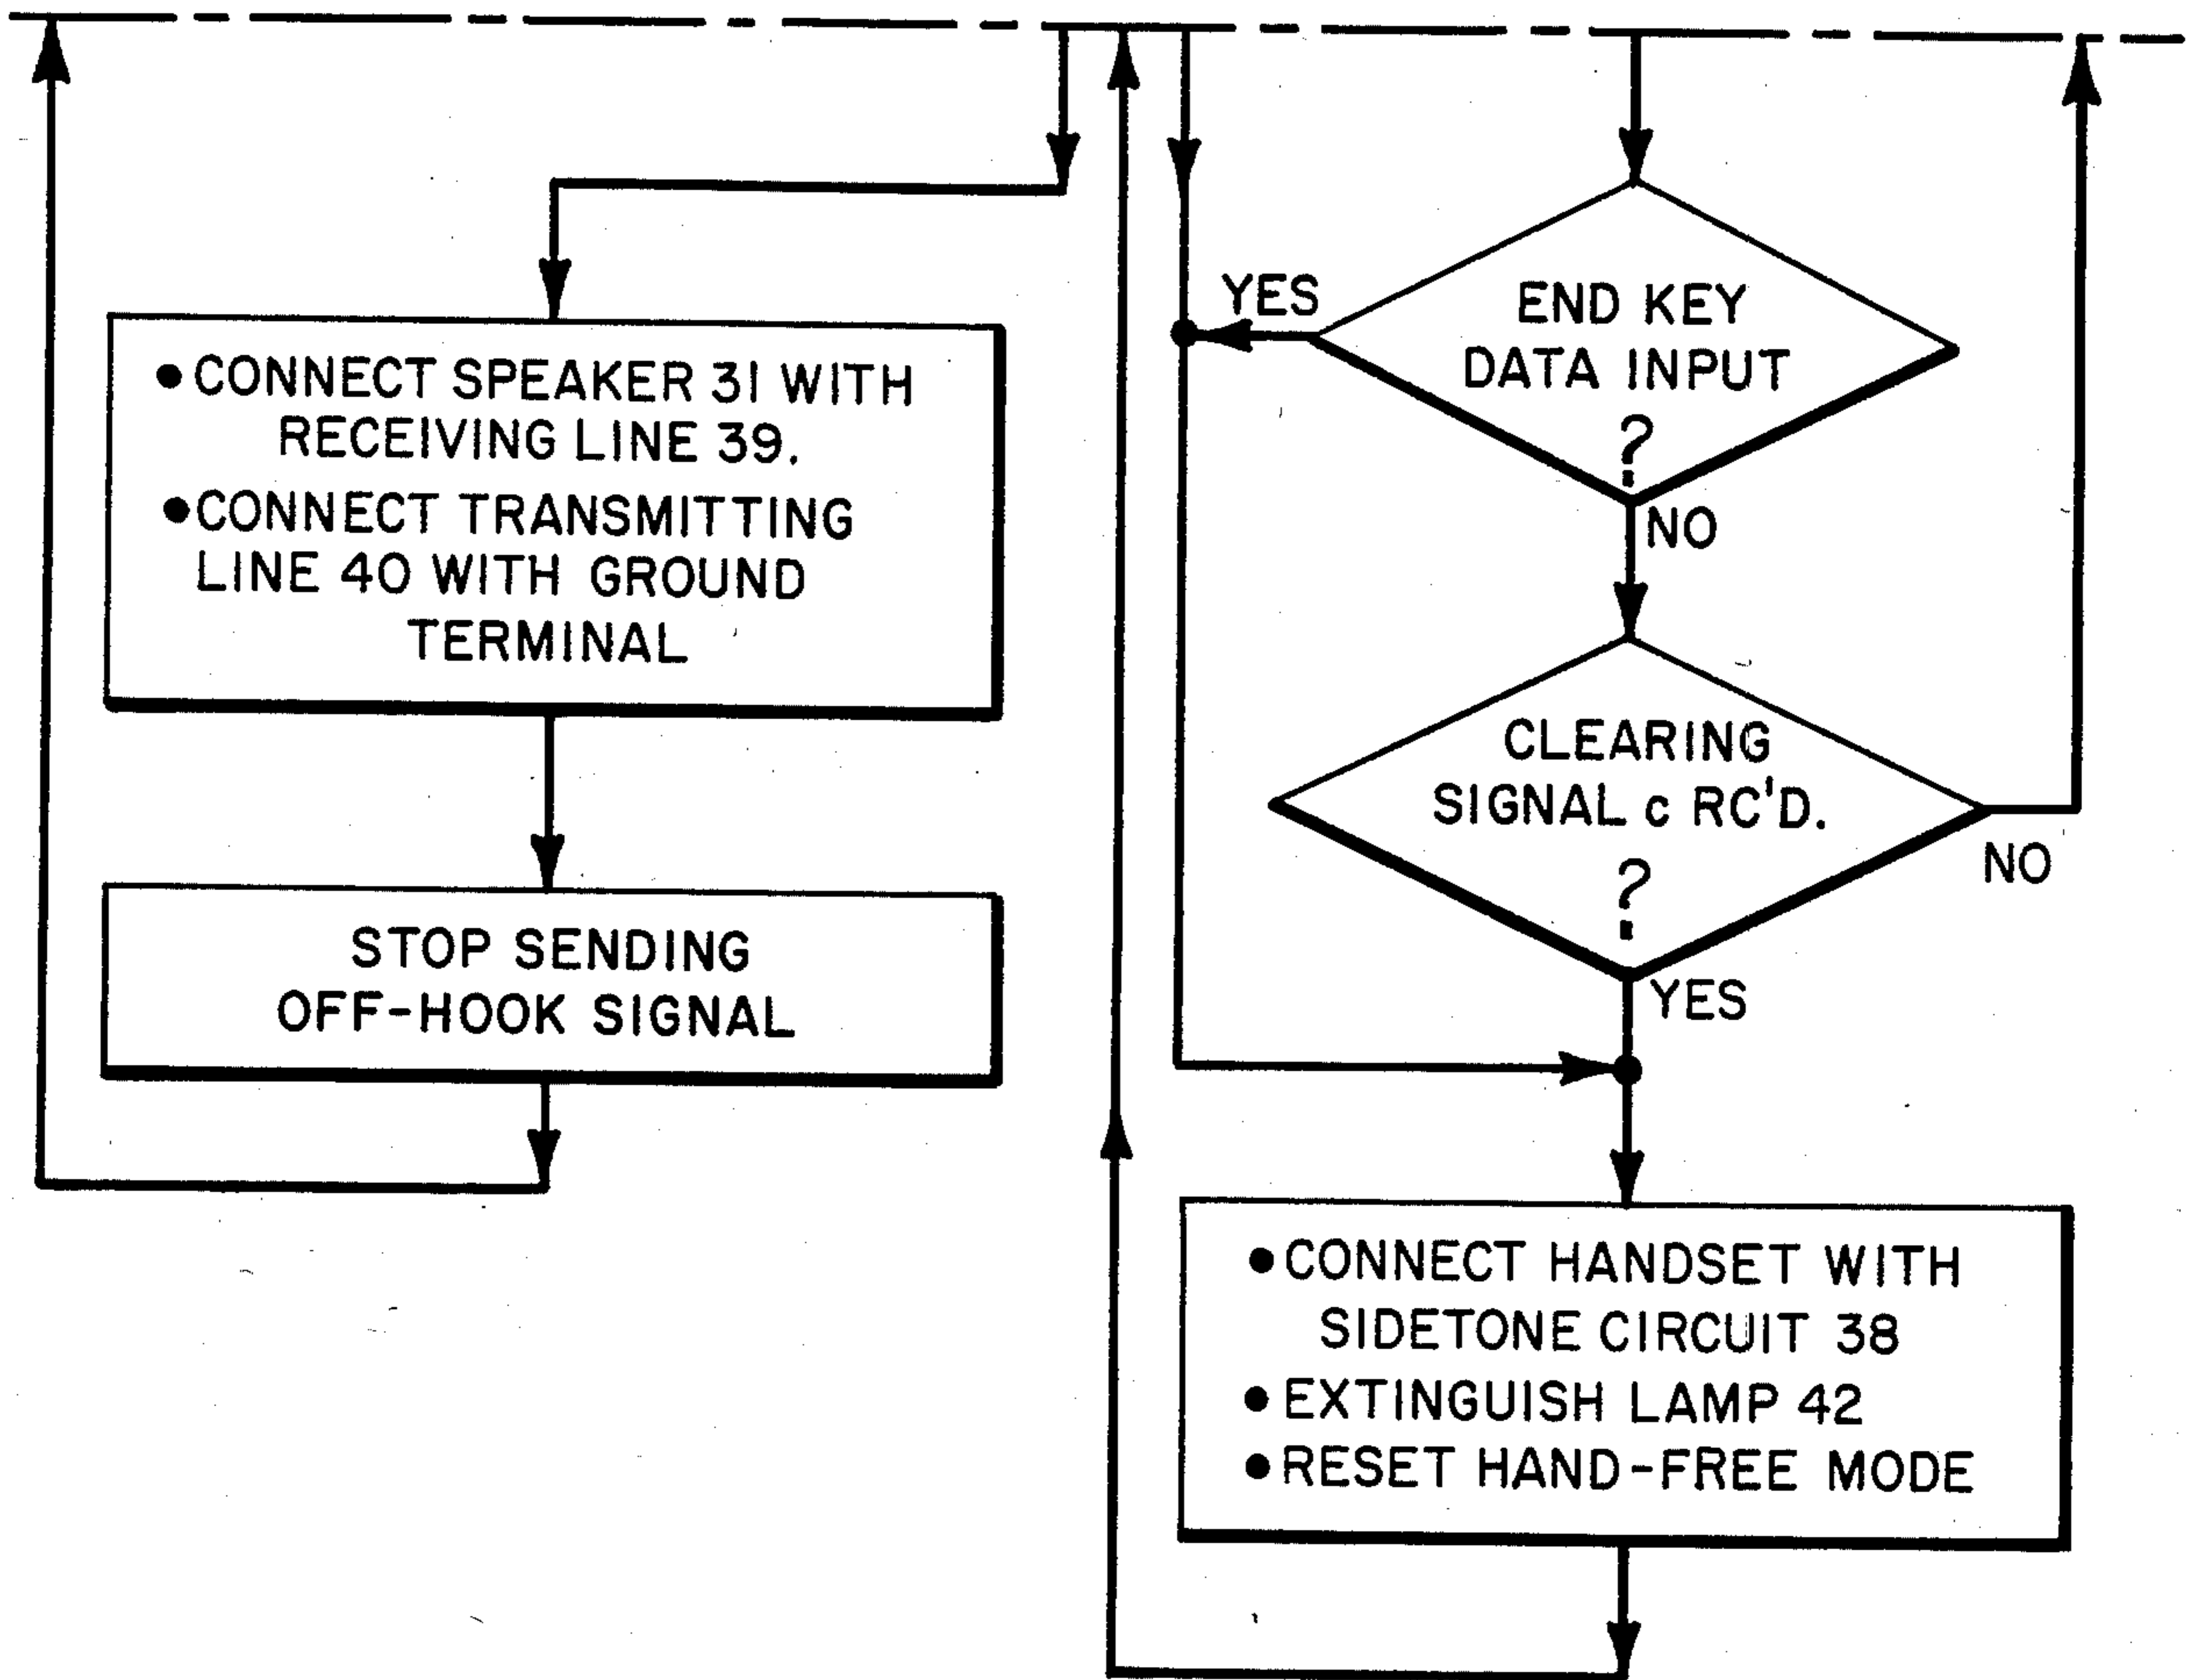 ● CONNECT SPEAKER 31 WITH
RECEIVING LINE 39.
● CONNECT TRANSMITTING
LINE 40 WITH GROUND
TERMINAL
STOP SENDING
OFF-HOOK SIGNAL
YES
END KEY
DATA INPUT
?
NO
CLEARING
SIGNAL c RC'D.
?
NO
YES
● CONNECT HANDSET WITH
SIDETONE CIRCUIT 38
● EXTINGUISH LAMP 42
● RESET HAND-FREE MODE